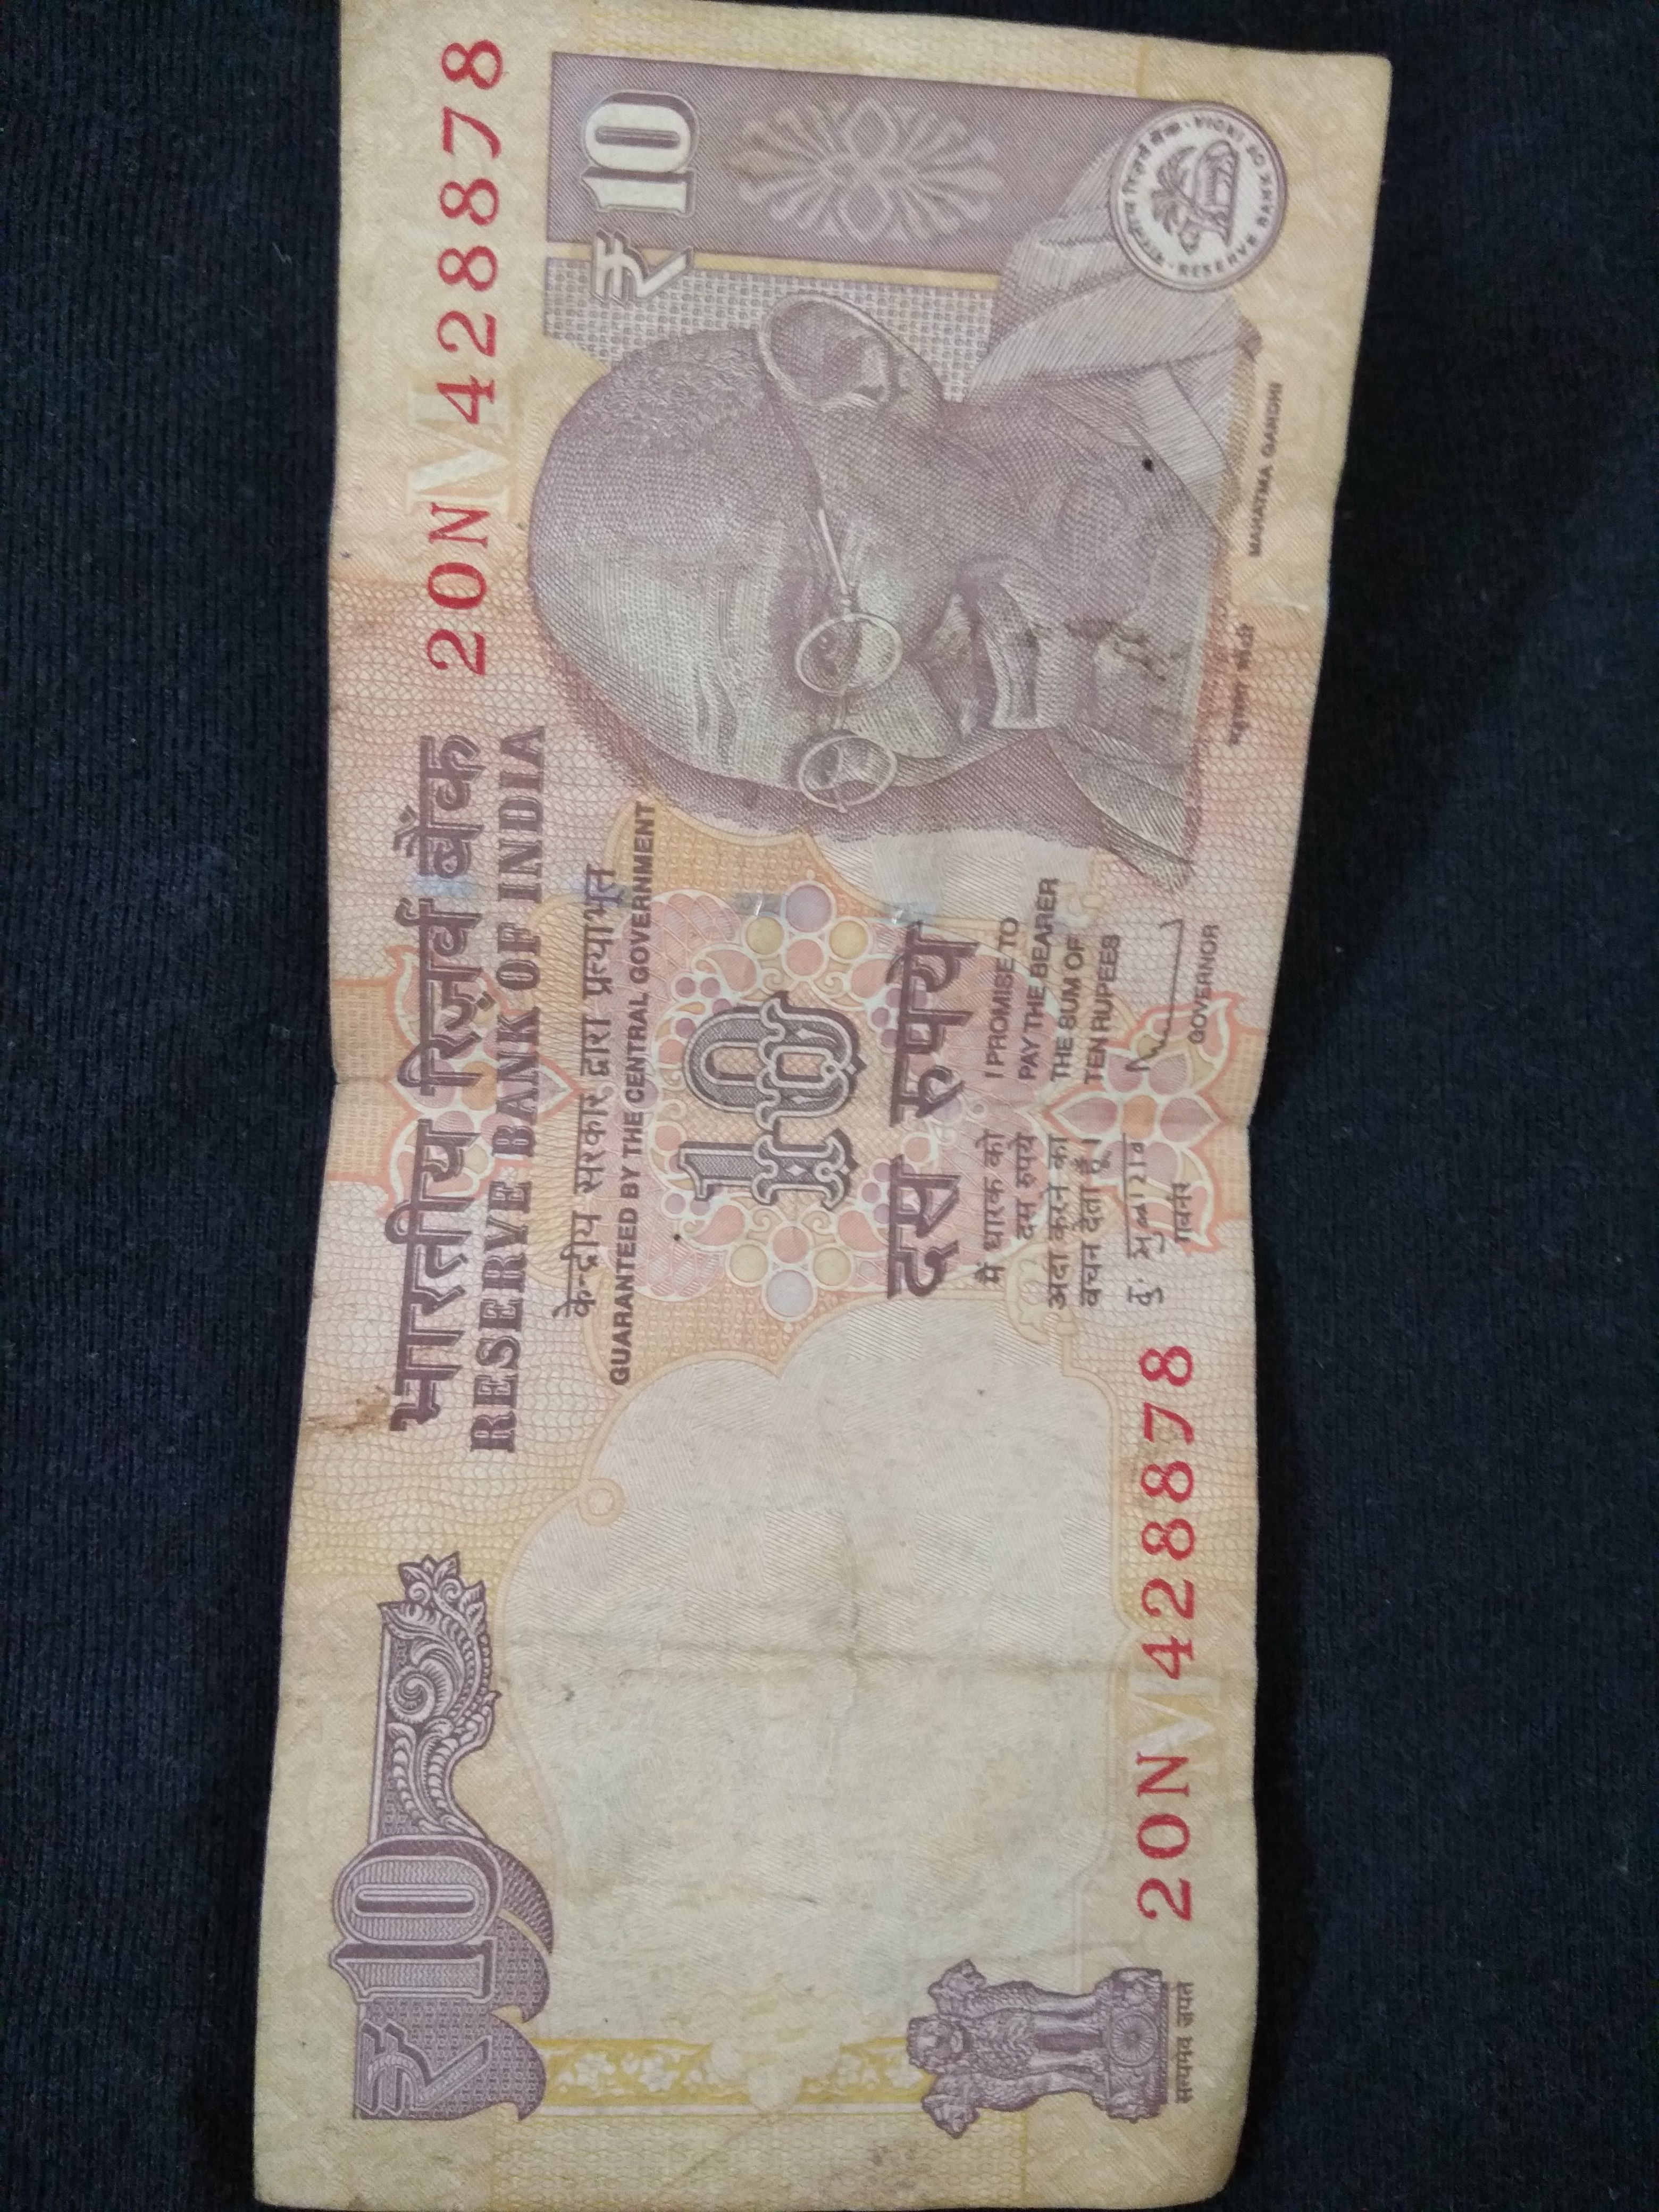 ₹10
भारतीय रिज़र्व बैंक
RESERVE BANK OF INDIA
20N 428878
केन्द्रीय सरकार द्वारा प्रत्याभूत
GUARANTEED BY THE CENTRAL GOVERNMENT
₹10
10
दस रुपये
मैं धारक को
दस रुपये
अदा करने का
वचन देता हूँ।
I PROMISE TO
PAY THE BEARER
THE SUM OF
TEN RUPEES
गवर्नर
GOVERNOR
महात्मा गांधी
MAHATMA GANDHI
RESERVE BANK OF INDIA
सत्यमेव जयते
20N 428878